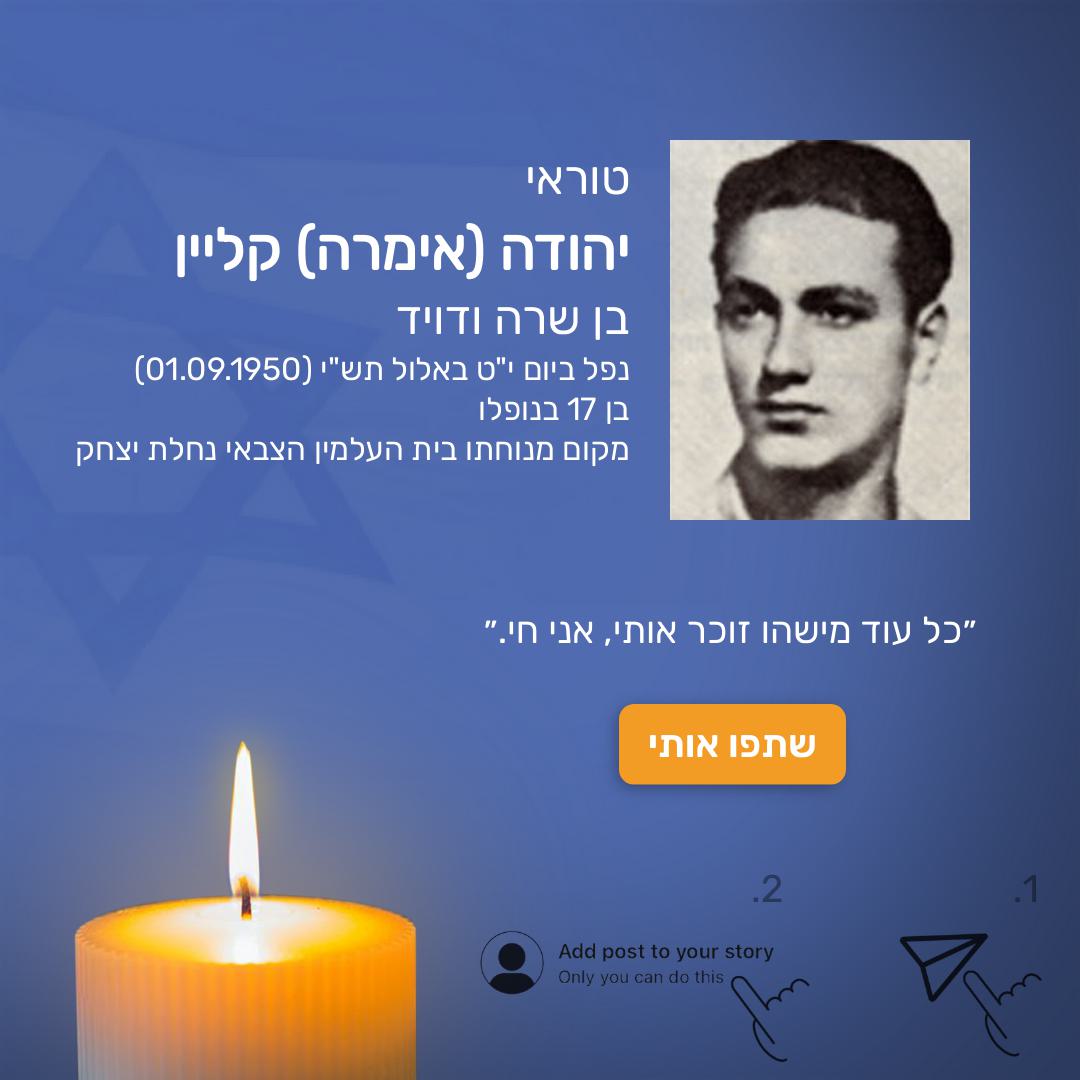 טוראי
יהודה (אימרה) קליין
בן שרה ודויד
נפל ביום י"ט באלול תש"י (01.09.1950)
בן 17 בנופלו
מקום מנוחתו בית העלמין הצבאי נחלת יצחק
״כל עוד מישהו זוכר אותי, אני חי.״
שתפו אותי
1.
2.
Add post to your story
Only you can do this